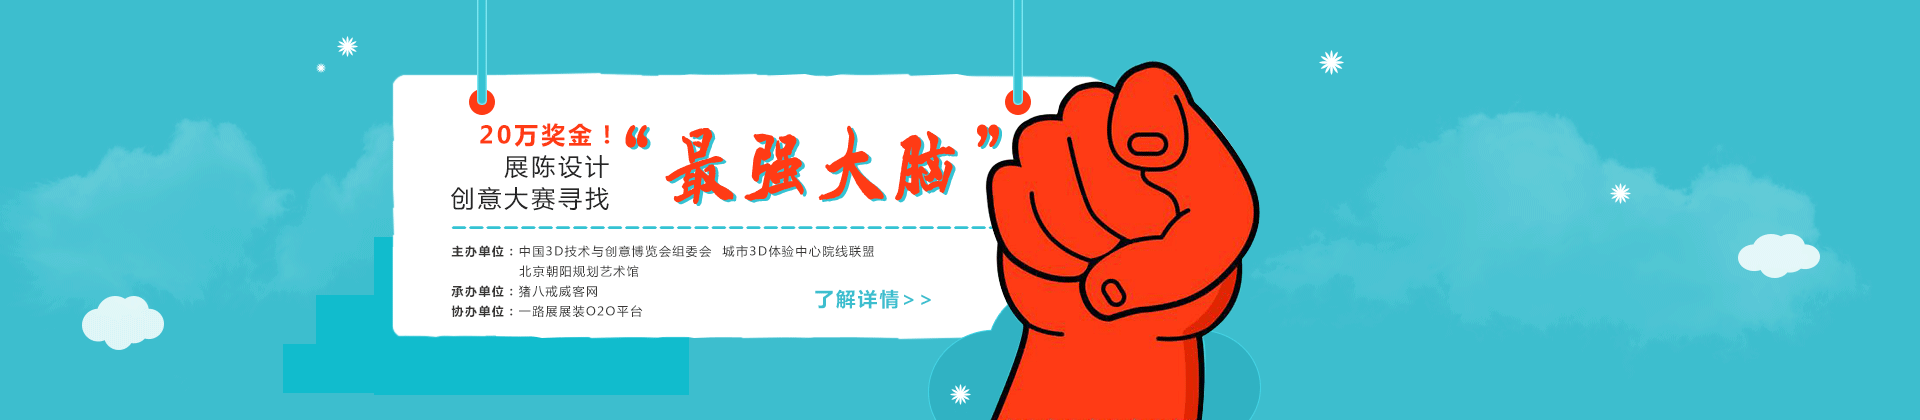 20万奖金！
展陈设计
创意大赛寻找
“最强大脑”
主办单位：中国3D技术与创意博览会组委会 城市3D体验中心院线联盟
北京朝阳规划艺术馆
承办单位：猪八戒威客网
协办单位：一路展展装O2O平台
了解详情>>